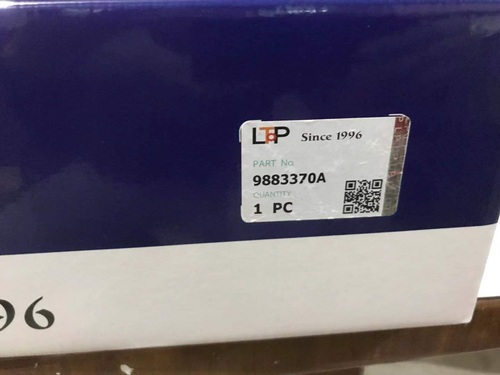 LTP Since 1996
PART No.
9883370A
QUANTITY
1 PC
96